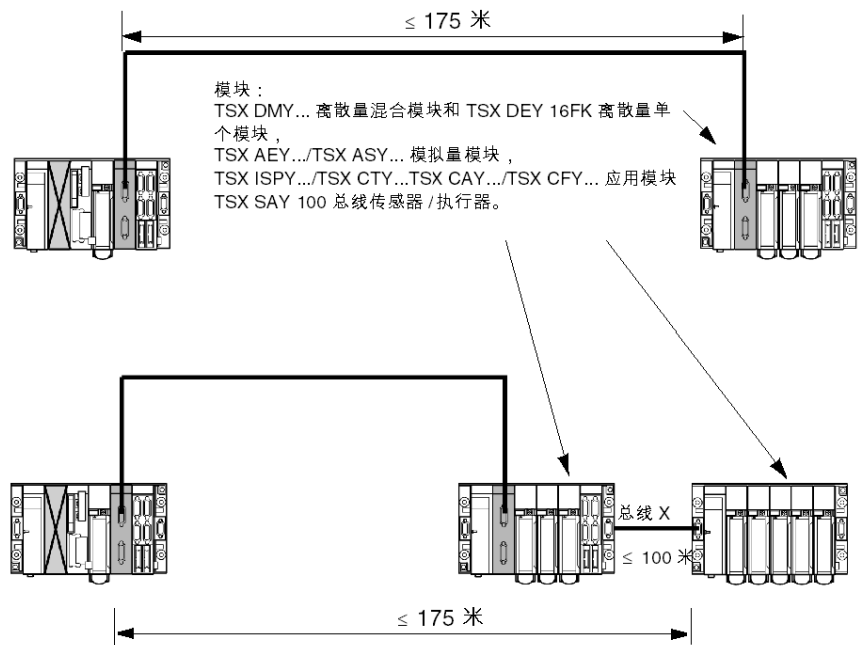 ≤ 175 米
模块：
TSX DMY... 离散量混合模块和 TSX DEY 16FK 离散量单
个模块，
TSX AEY.../TSX ASY... 模拟量模块，
TSX ISPY.../TSX CTY...TSX CAY.../TSX CFY... 应用模块
TSX SAY 100 总线传感器 /执行器。
总线 X
≤ 100 米
≤ 175 米